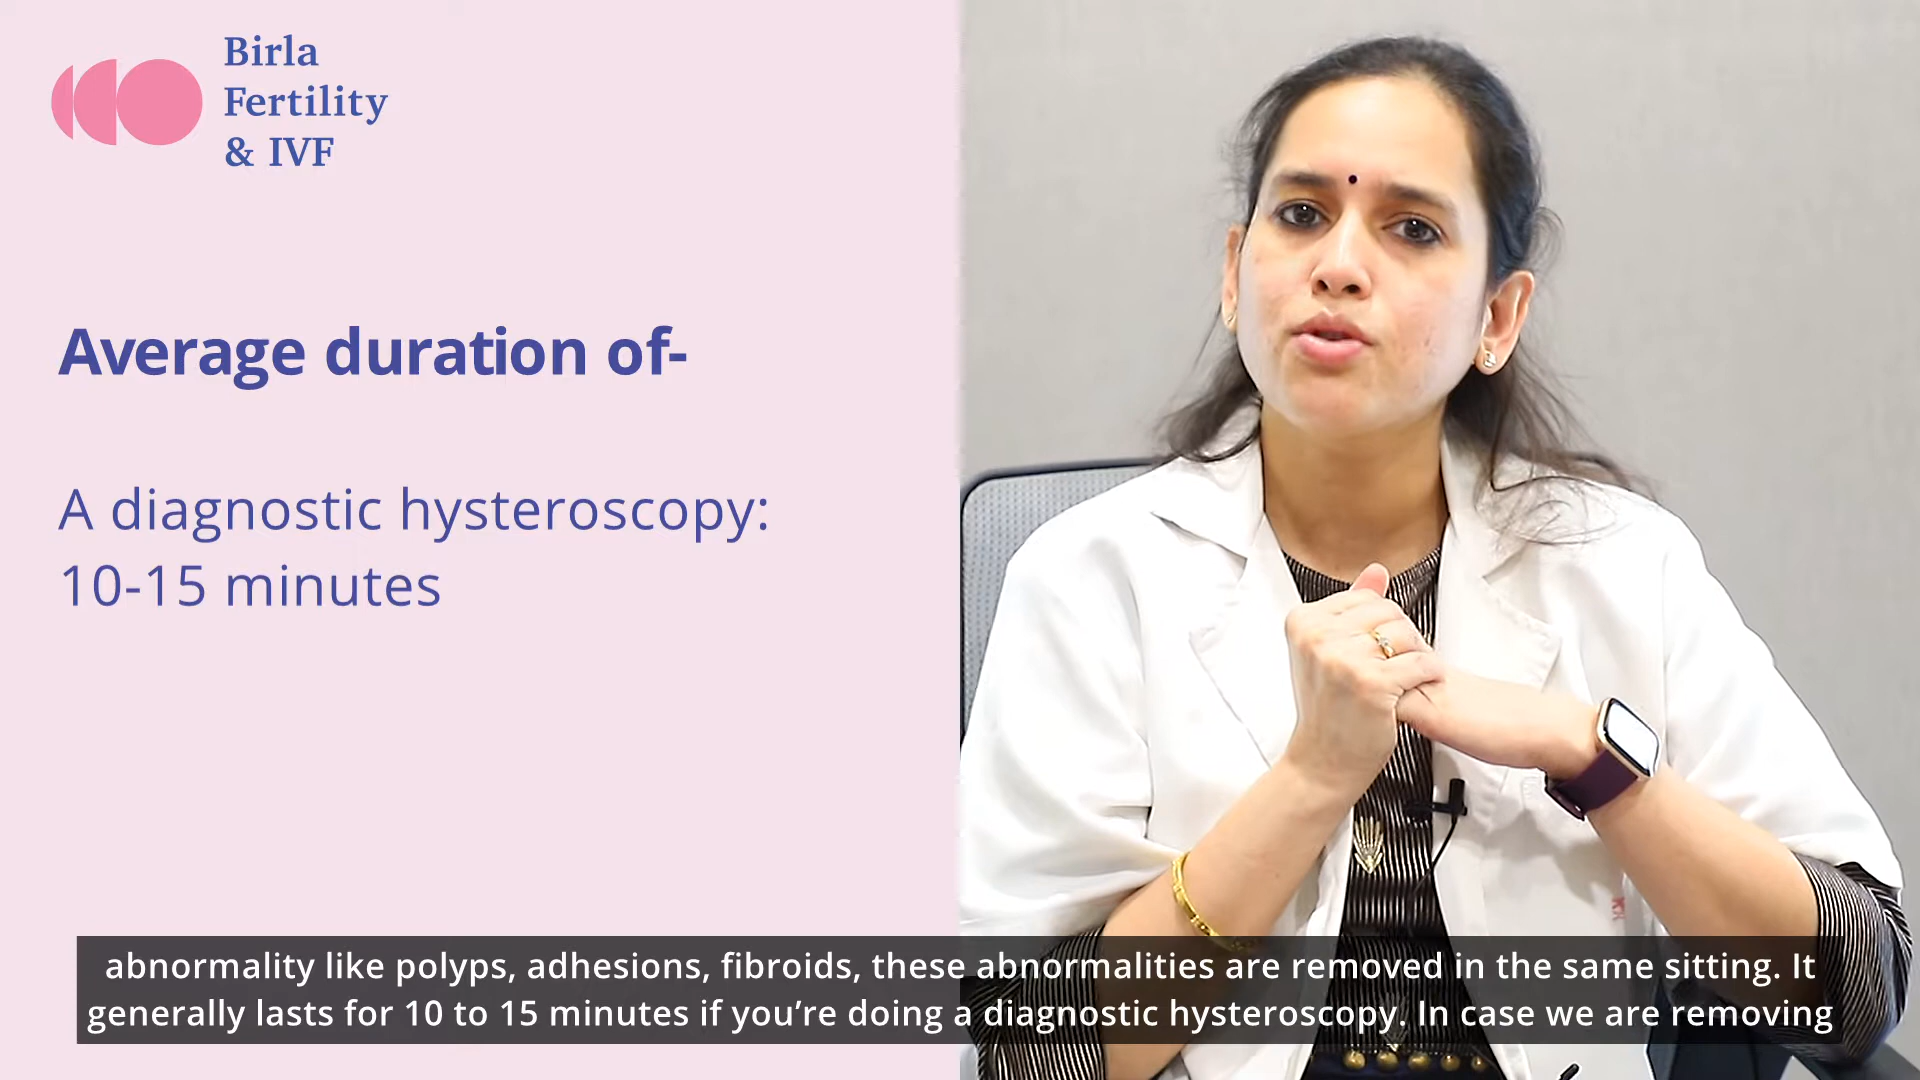 Birla
Fertility
& IVF
Average duration of-
A diagnostic hysteroscopy:
10-15 minutes
abnormality like polyps, adhesions, fibroids, these abnormalities are removed in the same sitting. It
generally lasts for 10 to 15 minutes if you’re doing a diagnostic hysteroscopy. In case we are removing